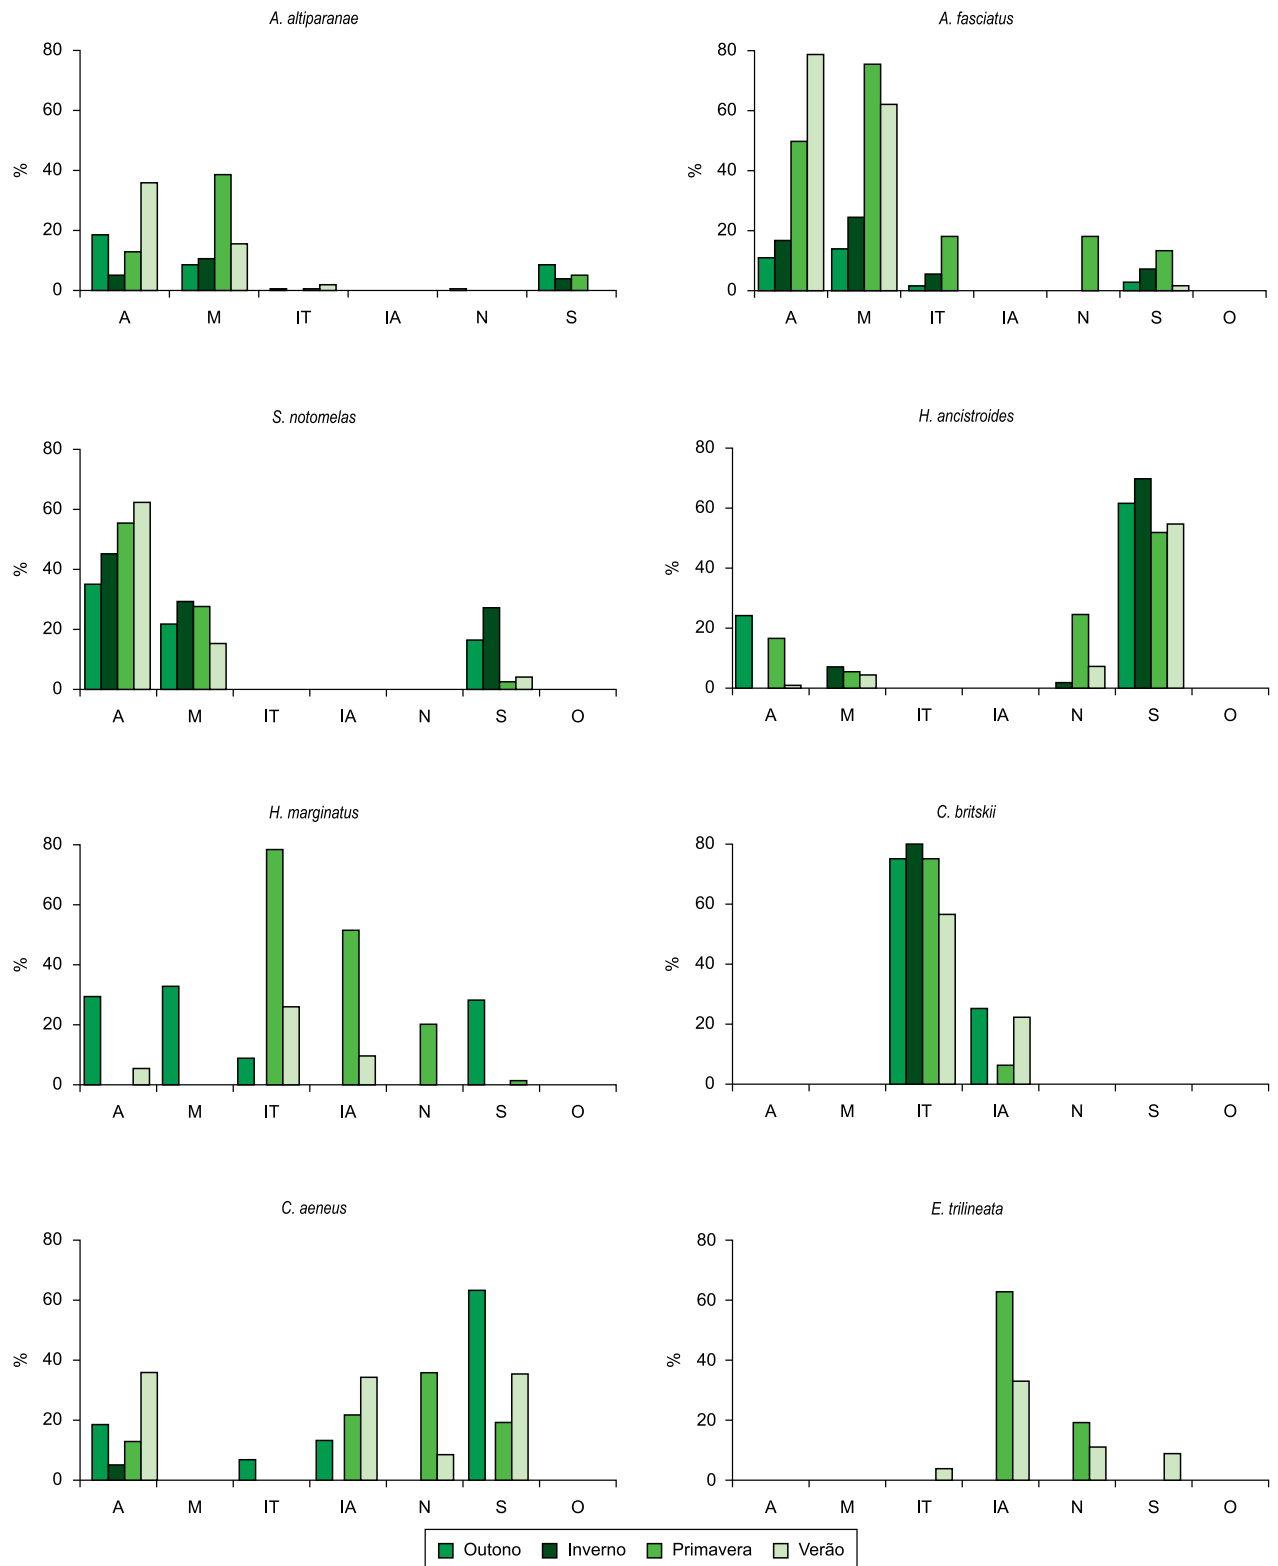 A. altiparanae
80
60
40
20
0
%
A M IT IA N S
A. fasciatus
80
60
40
20
0
%
A M IT IA N S O
S. notomelas
80
60
40
20
0
%
A M IT IA N S O
H. ancistroides
80
60
40
20
0
%
A M IT IA N S O
H. marginatus
80
60
40
20
0
%
A M IT IA N S O
C. britskii
80
60
40
20
0
%
A M IT IA N S O
C. aeneus
80
60
40
20
0
%
A M IT IA N S O
E. trilineata
80
60
40
20
0
%
A M IT IA N S O
Outono Inverno Primavera Verão